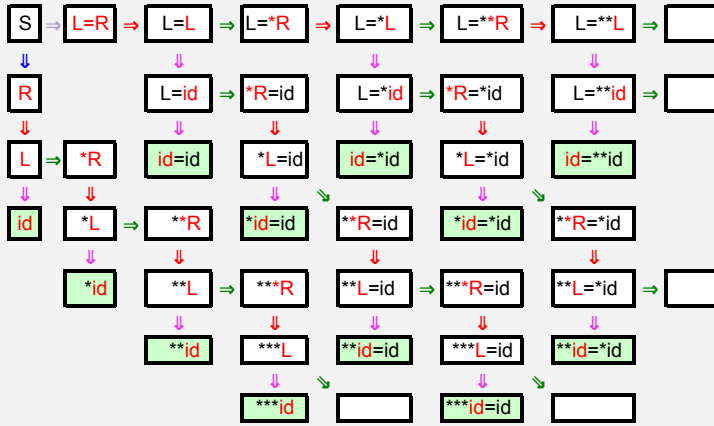 S ⇒ L=R ⇒ L=L ⇒ L=*R ⇒ L=*L ⇒ L=**R ⇒ L=**L ⇒
⇓ ⇓ ⇓ ⇓
R L=id ⇒ *R=id L=*id ⇒ *R=*id L=**id ⇒
⇓ ⇓ ⇓ ⇓ ⇓ ⇓
L ⇒ *R id=id *L=id id=*id *L=*id id=**id
⇓ ⇓ ⇓ ⇘ ⇓ ⇘
id *L ⇒ **R *id=id **R=id *id=*id **R=*id
⇓ ⇓ ⇓ ⇓
*id **L ⇒ ***R **L=id ⇒ ***R=id **L=*id ⇒
⇓ ⇓ ⇓ ⇓ ⇓
**id ***L **id=id ***L=id **id=*id
⇓ ⇘ ⇓ ⇘
***id ***id=id